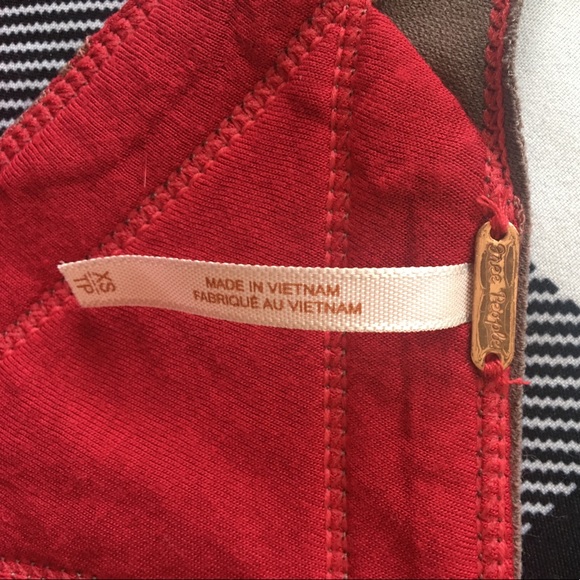 XS
TP
MADE IN VIETNAM
FABRIQUÉ AU VIETNAM
free people